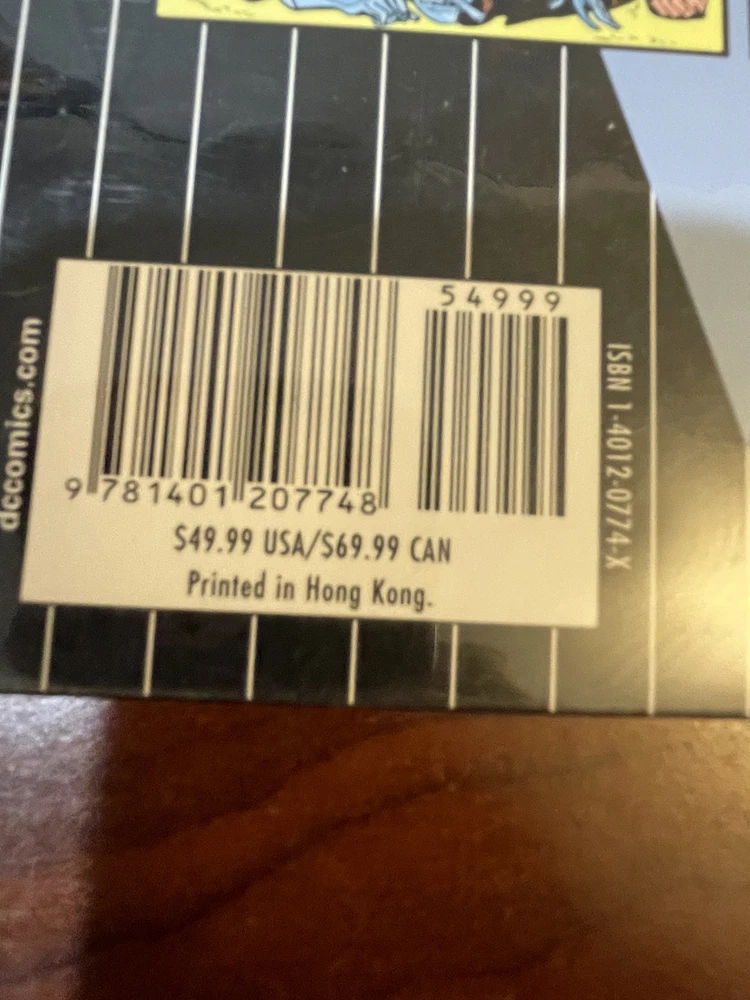 dccomics.com
54999
9 781401 207748
$49.99 USA/$69.99 CAN
Printed in Hong Kong.
ISBN 1-4012-0774-X